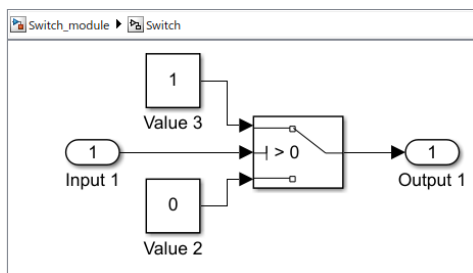 Switch_module ▶ Switch
1
Value 3
1
> 0
1
Input 1
Output 1
0
Value 2